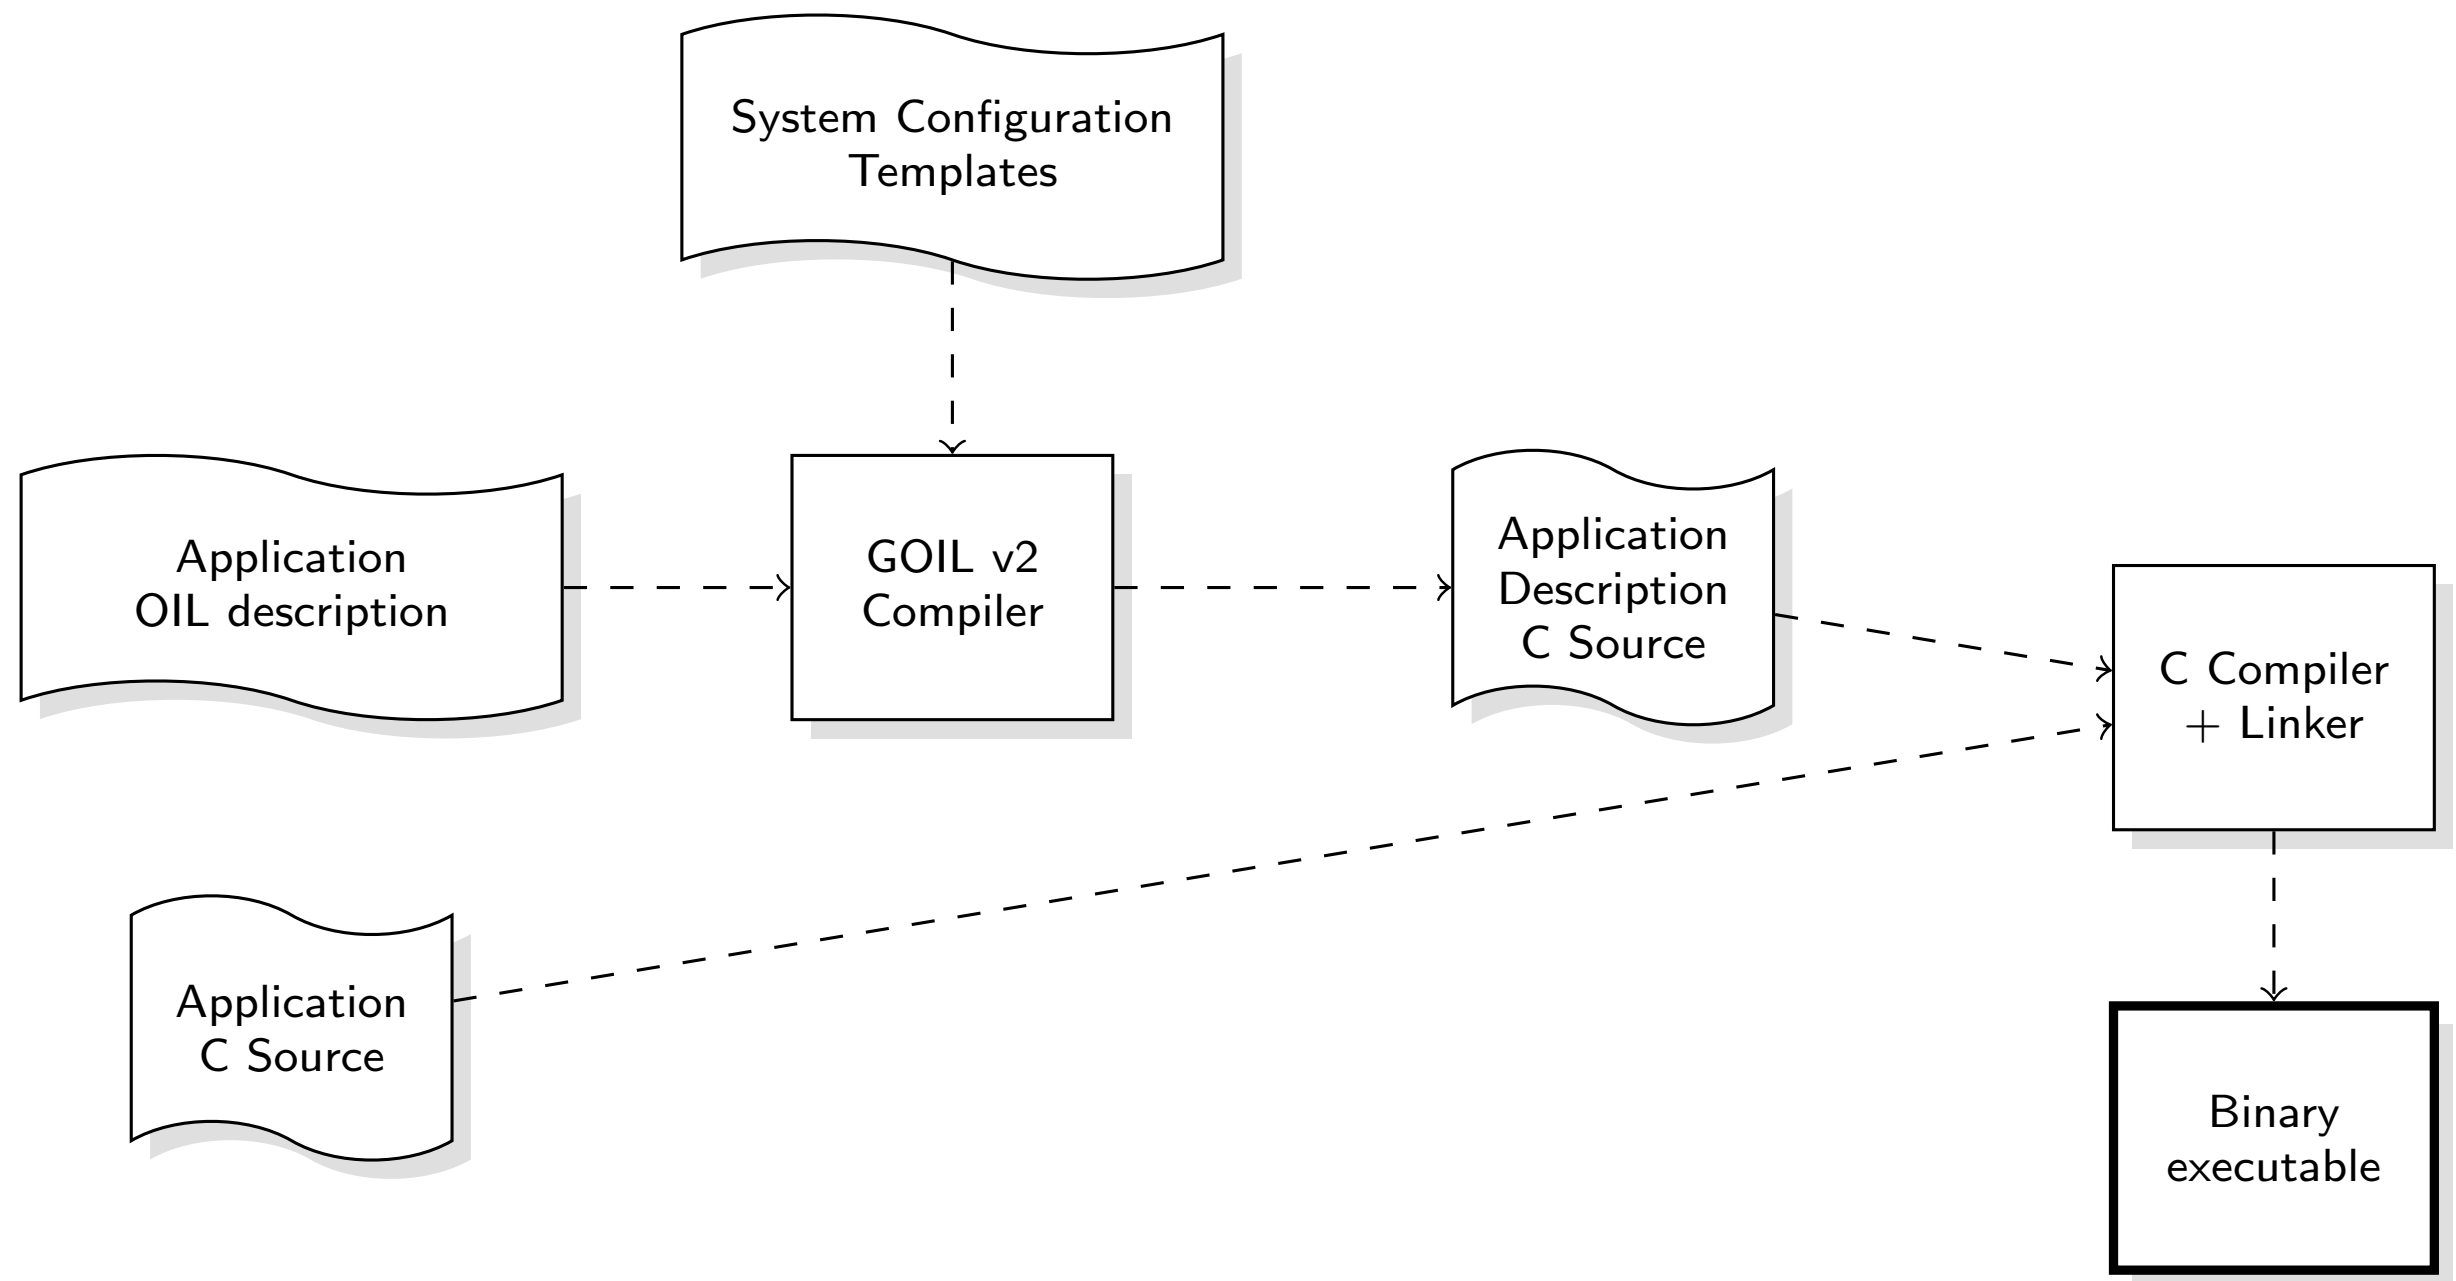 System Configuration
Templates
Application
OIL description
GOIL v2
Compiler
Application
Description
C Source
C Compiler
+ Linker
Application
C Source
Binary
executable